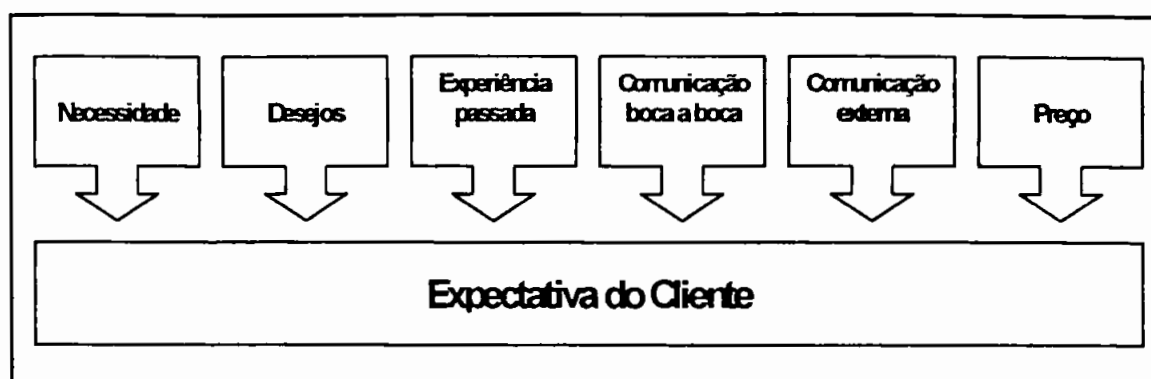 Necessidade
Desejos
Experiência
passada
Comunicação
boca a boca
Comunicação
externa
Preço
Expectativa do Cliente